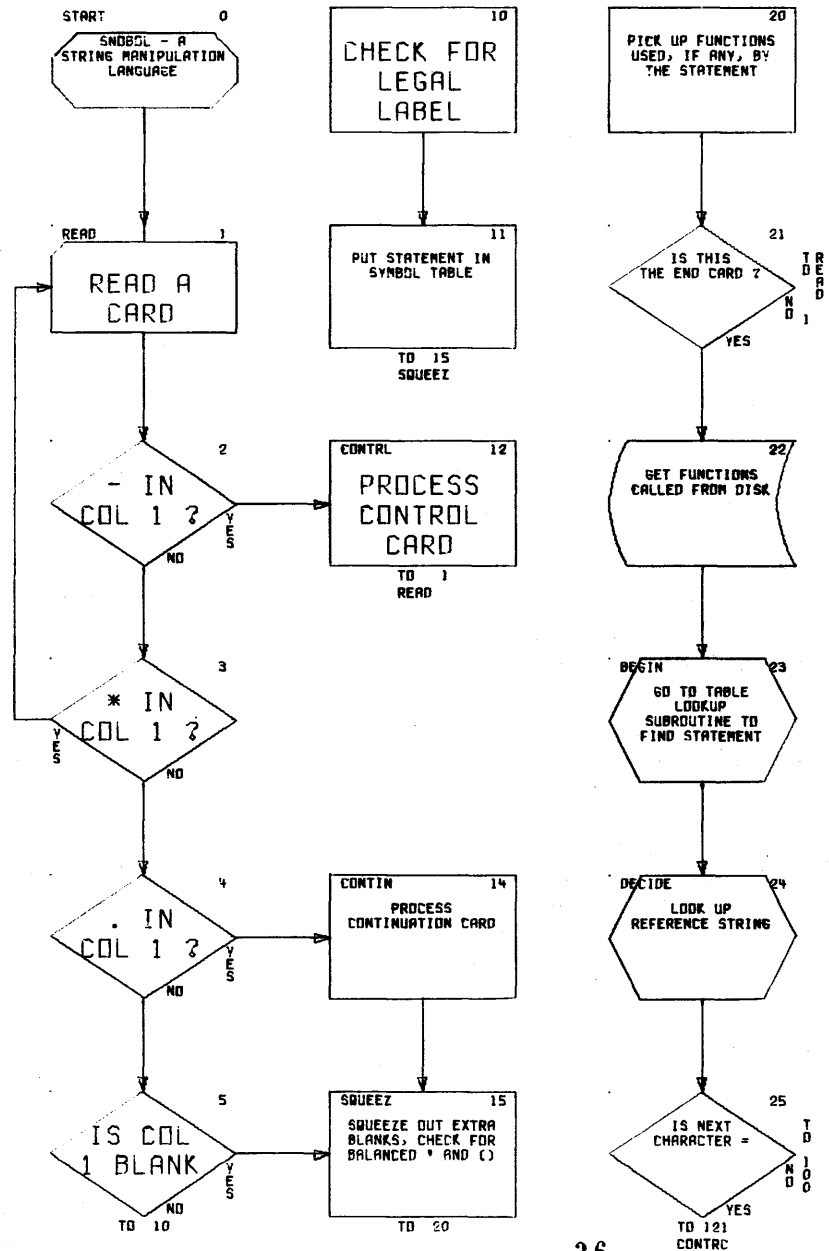 START 0
SNOBOL - A
STRING MANIPULATION
LANGUAGE
READ 1
READ A
CARD
2
- IN
COL 1 ?
YES
NO
3
* IN
COL 1 ?
YES
NO
4
. IN
COL 1 ?
YES
NO
5
IS COL
1 BLANK
YES
NO
TO 10
10
CHECK FOR
LEGAL
LABEL
11
PUT STATEMENT IN
SYMBOL TABLE
TO 15
SQUEEZ
CONTRL 12
PROCESS
CONTROL
CARD
TO 1
READ
CONTIN 14
PROCESS
CONTINUATION CARD
SQUEEZ 15
SQUEEZE OUT EXTRA
BLANKS, CHECK FOR
BALANCED ' AND ()
TO 20
20
PICK UP FUNCTIONS
USED, IF ANY, BY
THE STATEMENT
21
IS THIS
THE END CARD ?
NO
TO 1
READ
YES
22
GET FUNCTIONS
CALLED FROM DISK
BEGIN 23
GO TO TABLE
LOOKUP
SUBROUTINE TO
FIND STATEMENT
DECIDE 24
LOOK UP
REFERENCE STRING
25
IS NEXT
CHARACTER =
NO
TO 100
YES
TO 121
CONTRC
36